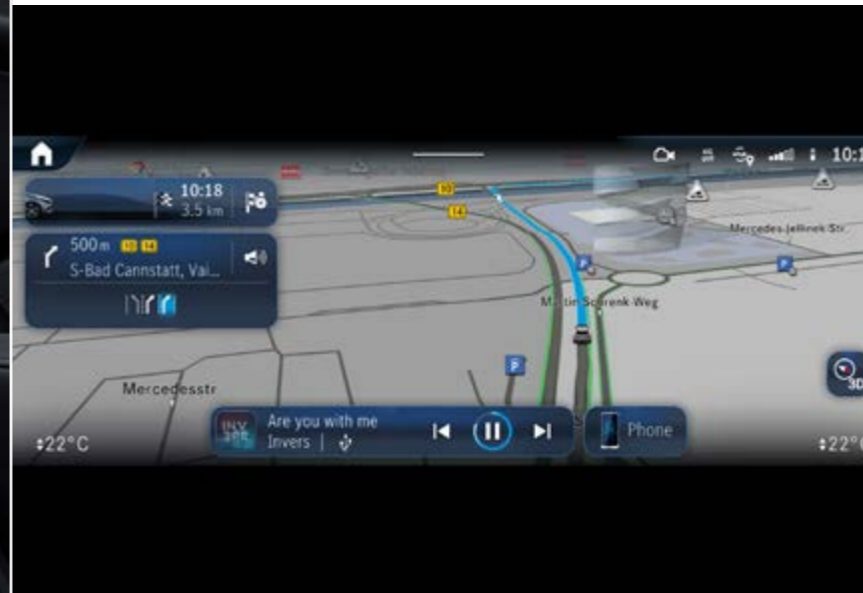 10:18
3.5 km
500 m 10 14
S-Bad Cannstatt, Vai...
10
14
Mercedes-Jellinek-Str.
P
P
Martin-Schrenk-Weg
P
Mercedesstr
3D
Are you with me
Invers
Phone
22°C